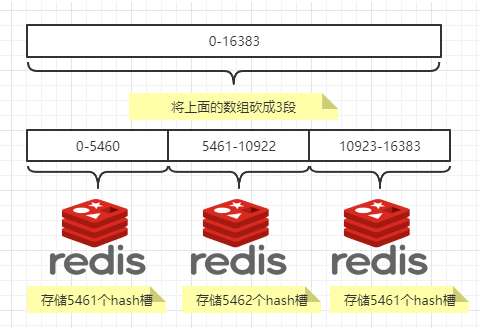 0-16383
将上面的数组砍成3段
0-5460
5461-10922
10923-16383
redis
redis
redis
存储5461个hash槽
存储5462个hash槽
存储5461个hash槽